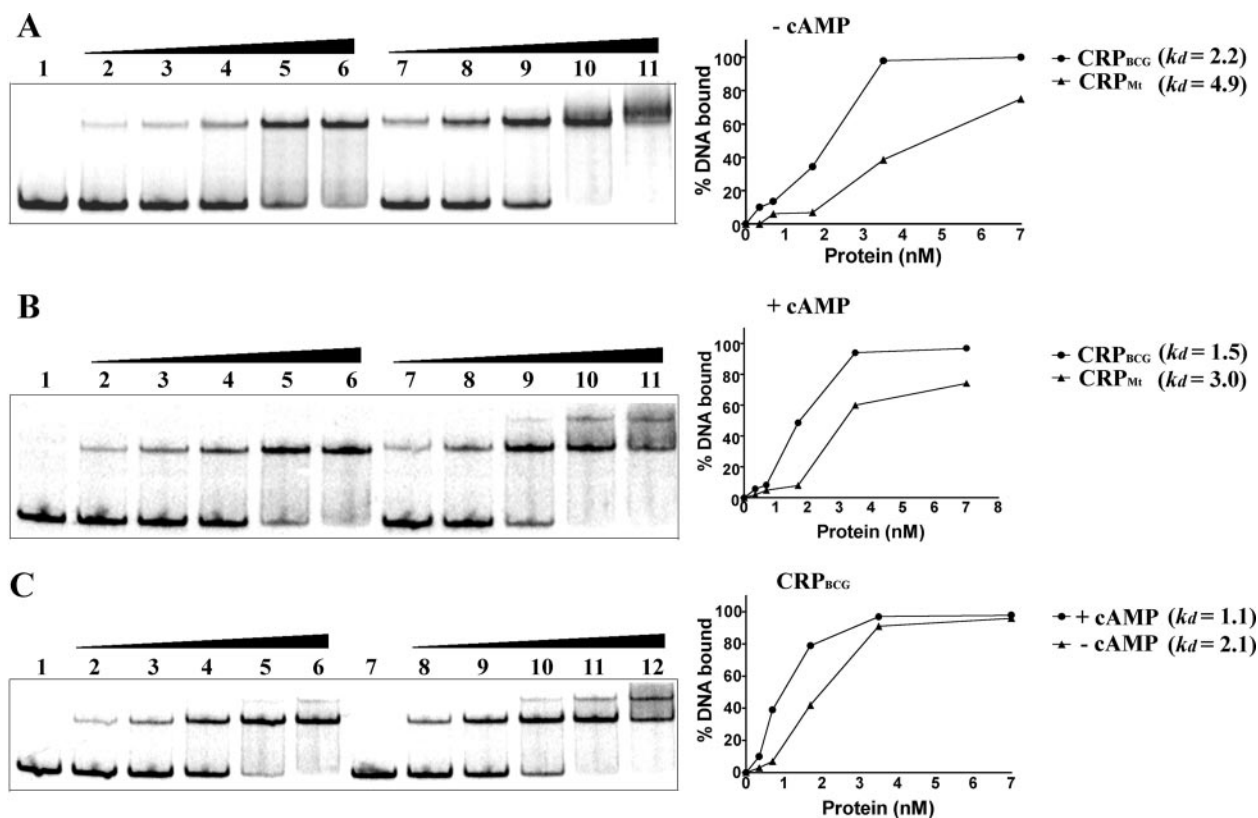 A
1 2 3 4 5 6 7 8 9 10 11
- cAMP
% DNA bound
100
80
60
40
20
0
0 1 2 3 4 5 6 7
Protein (nM)
CRPBCG (kd = 2.2)
CRPMt (kd = 4.9)
B
1 2 3 4 5 6 7 8 9 10 11
+ cAMP
% DNA bound
100
80
60
40
20
0
0 1 2 3 4 5 6 7 8
Protein (nM)
CRPBCG (kd = 1.5)
CRPMt (kd = 3.0)
C
1 2 3 4 5 6 7 8 9 10 11 12
CRPBCG
% DNA bound
100
80
60
40
20
0
0 1 2 3 4 5 6 7
Protein (nM)
+ cAMP (kd = 1.1)
- cAMP (kd = 2.1)